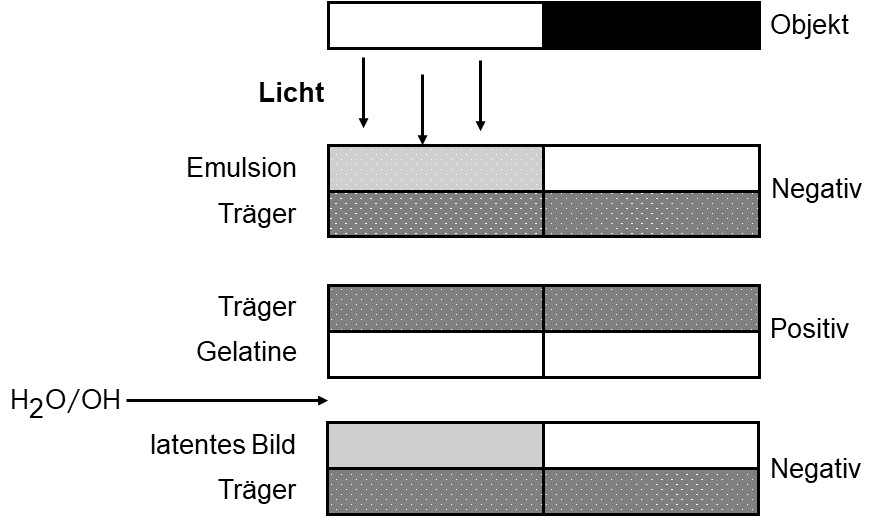 Objekt
Licht
Emulsion
Negativ
Träger
Träger
Positiv
Gelatine
H₂O/OH
latentes Bild
Negativ
Träger